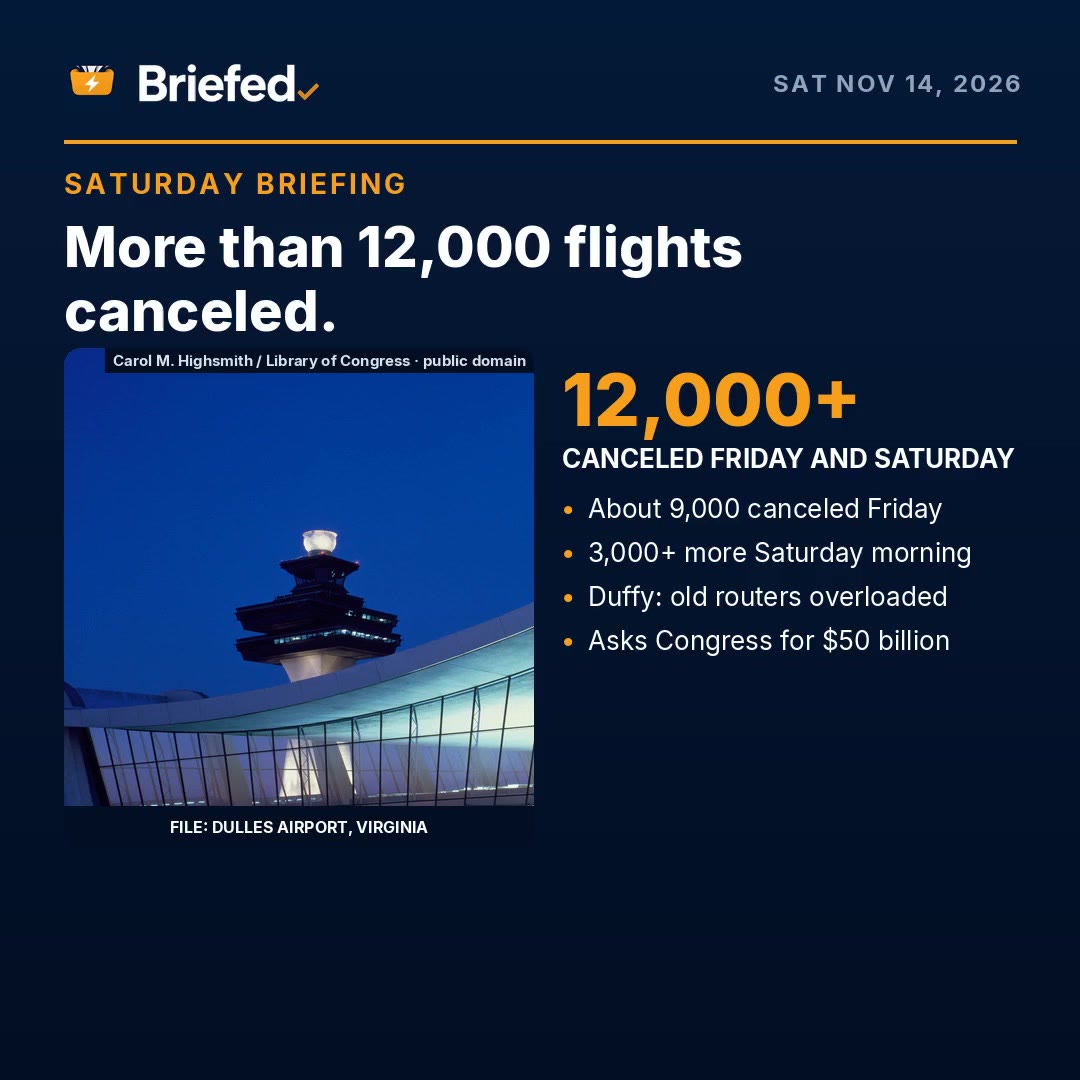 Briefed
SAT NOV 14, 2026
SATURDAY BRIEFING
More than 12,000 flights
canceled.
Carol M. Highsmith / Library of Congress · public domain
FILE: DULLES AIRPORT, VIRGINIA
12,000+
CANCELED FRIDAY AND SATURDAY
• About 9,000 canceled Friday
• 3,000+ more Saturday morning
• Duffy: old routers overloaded
• Asks Congress for $50 billion